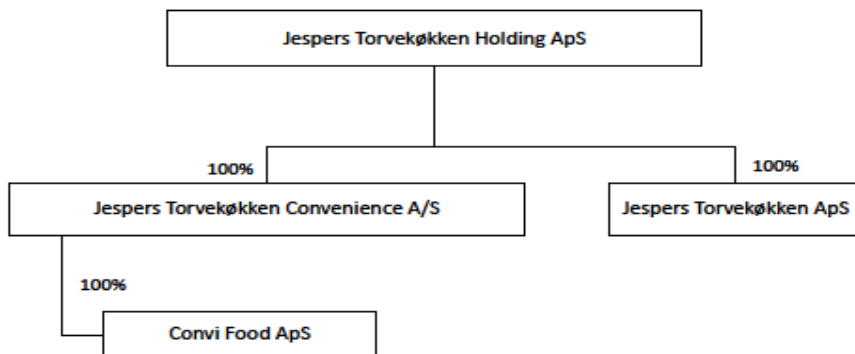 Jespers Torvekøkken Holding ApS
100%
100%
Jespers Torvekøkken Convenience A/S
Jespers Torvekøkken ApS
100%
Convi Food ApS